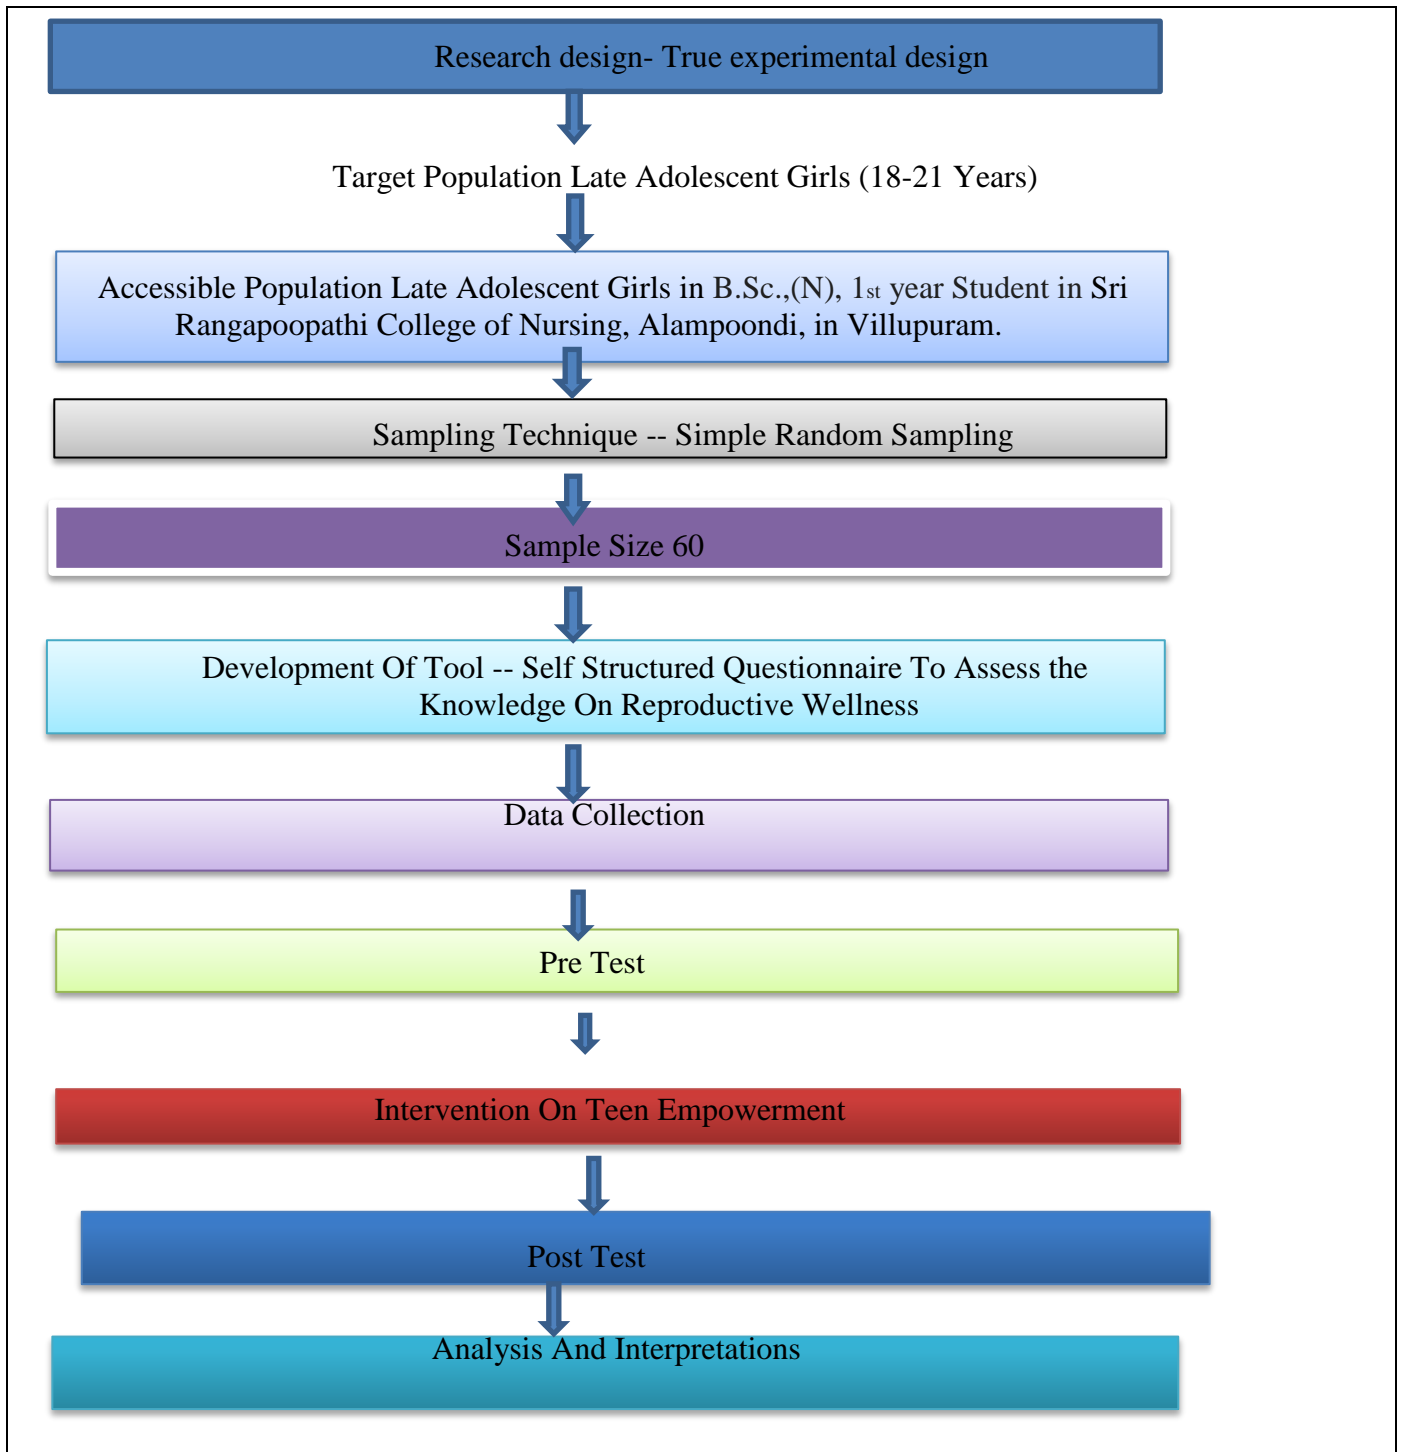 Research design- True experimental design
Target Population Late Adolescent Girls (18-21 Years)
Accessible Population Late Adolescent Girls in B.Sc.,(N), 1st year Student in Sri
Rangapoopathi College of Nursing, Alampoondi, in Villupuram.
Sampling Technique -- Simple Random Sampling
Sample Size 60
Development Of Tool -- Self Structured Questionnaire To Assess the
Knowledge On Reproductive Wellness
Data Collection
Pre Test
Intervention On Teen Empowerment
Post Test
Analysis And Interpretations